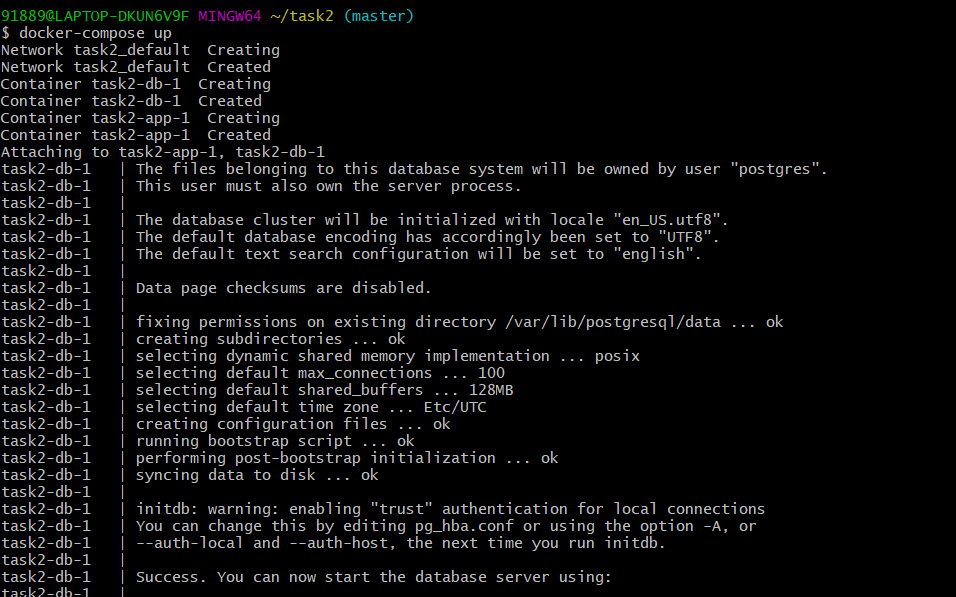 91889@LAPTOP-DKUN6V9F MINGW64 ~/task2 (master)
$ docker-compose up
Network task2_default  Creating
Network task2_default  Created
Container task2-db-1  Creating
Container task2-db-1  Created
Container task2-app-1  Creating
Container task2-app-1  Created
Attaching to task2-app-1, task2-db-1
task2-db-1   | The files belonging to this database system will be owned by user "postgres".
task2-db-1   | This user must also own the server process.
task2-db-1   |
task2-db-1   | The database cluster will be initialized with locale "en_US.utf8".
task2-db-1   | The default database encoding has accordingly been set to "UTF8".
task2-db-1   | The default text search configuration will be set to "english".
task2-db-1   |
task2-db-1   | Data page checksums are disabled.
task2-db-1   |
task2-db-1   | fixing permissions on existing directory /var/lib/postgresql/data ... ok
task2-db-1   | creating subdirectories ... ok
task2-db-1   | selecting dynamic shared memory implementation ... posix
task2-db-1   | selecting default max_connections ... 100
task2-db-1   | selecting default shared_buffers ... 128MB
task2-db-1   | selecting default time zone ... Etc/UTC
task2-db-1   | creating configuration files ... ok
task2-db-1   | running bootstrap script ... ok
task2-db-1   | performing post-bootstrap initialization ... ok
task2-db-1   | syncing data to disk ... ok
task2-db-1   |
task2-db-1   | initdb: warning: enabling "trust" authentication for local connections
task2-db-1   | You can change this by editing pg_hba.conf or using the option -A, or
task2-db-1   | --auth-local and --auth-host, the next time you run initdb.
task2-db-1   |
task2-db-1   | Success. You can now start the database server using:
task2-db-1   |